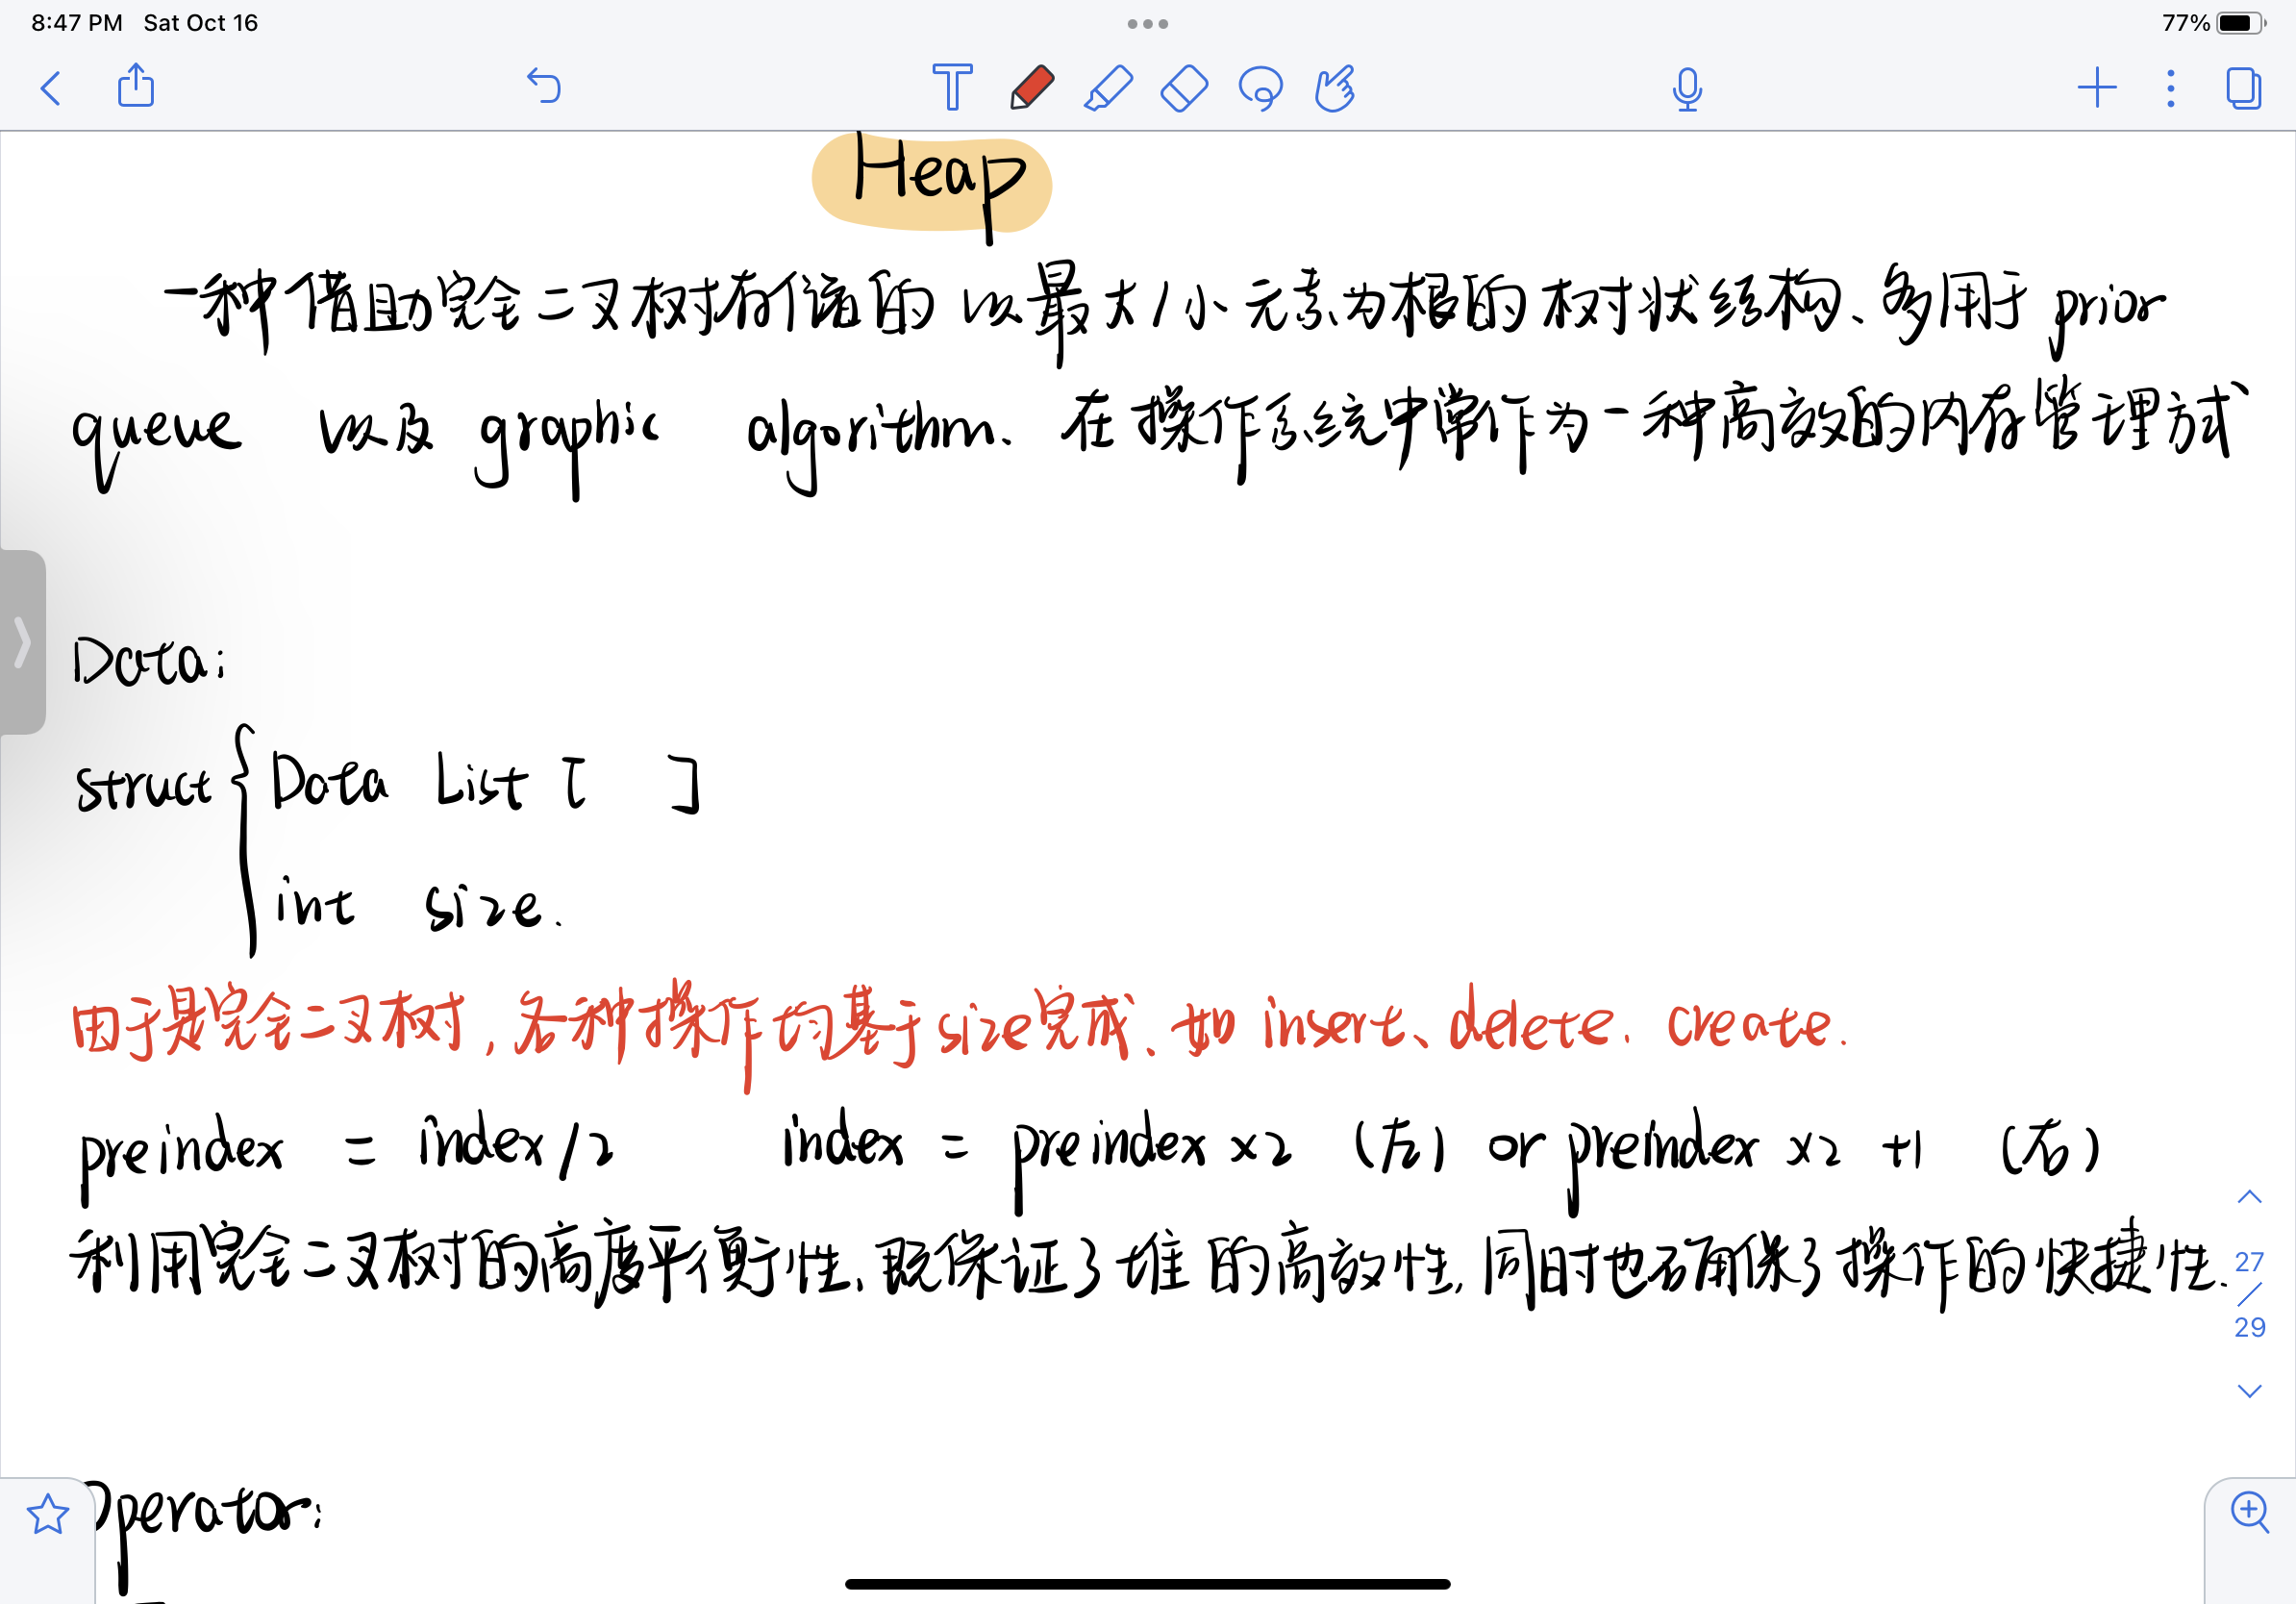 8:47 PM Sat Oct 16
77%
Heap
一种借助完全二叉树存储的以最大/小元素为根的树状结构、多用于prior
queue 以及 graphic algorithm、在操作系统中常作为一种高效的内存管理方式
Data:
struct { Data List [ ]
int size.
由于是完全二叉树,各种操作均基于size完成、如 insert、delete. create.
preindex = index/2 index = preindex x2 (左) or preindex x2 +1 (右)
利用完全二叉树的高度平衡性,既保证了堆的高效性,同时也确保了操作的快捷性.
27
/
29
Operator: